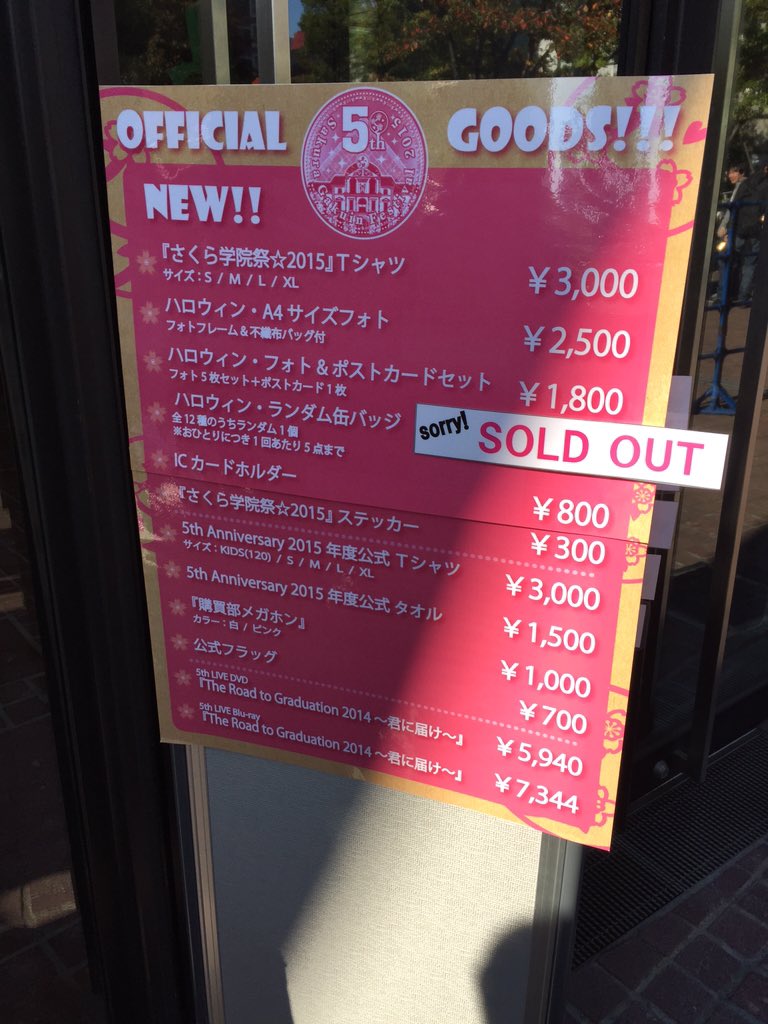 OFFICIAL GOODS!!!
5th
2015
Sakura Gakuin Festival
NEW!!
『さくら学院祭☆2015』Tシャツ ¥3,000
サイズ：S / M / L / XL
ハロウィン・A4サイズフォト ¥2,500
フォトフレーム&不織布バッグ付
ハロウィン・フォト&ポストカードセット ¥1,800
フォト5枚セット+ポストカード1枚
ハロウィン・ランダム缶バッジ
sorry! SOLD OUT
全12種のうちランダム1個
※おひとりにつき1回あたり5点まで
ICカードホルダー ¥800
『さくら学院祭☆2015』ステッカー ¥300
5th Anniversary 2015 年度公式 Tシャツ ¥3,000
サイズ：KIDS(120) / S / M / L / XL
5th Anniversary 2015 年度公式 タオル ¥1,500
『購買部メガホン』 ¥1,000
カラー：白 / ピンク
公式フラッグ ¥700
5th LIVE DVD
『The Road to Graduation 2014 〜君に届け〜』 ¥5,940
5th LIVE Blu-ray
『The Road to Graduation 2014 〜君に届け〜』 ¥7,344